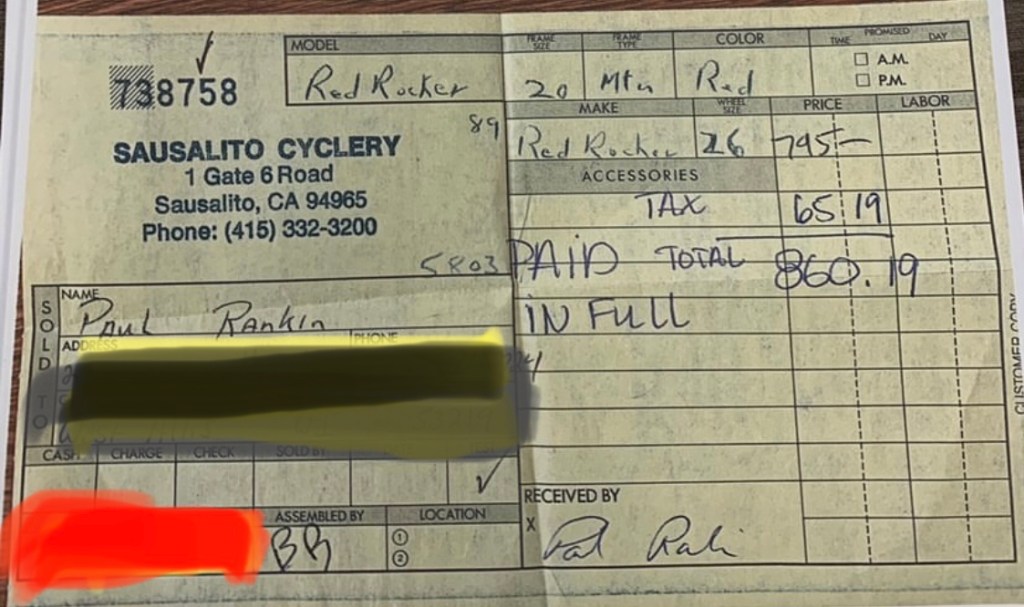 738758
MODEL
Red Rocker
FRAME SIZE
20
FRAME TYPE
Mtn
COLOR
Red
TIME PROMISED DAY
A.M.
P.M.
89
MAKE
Red Rocker
WHEEL SIZE
26
PRICE
795—
LABOR
SAUSALITO CYCLERY
1 Gate 6 Road
Sausalito, CA 94965
Phone: (415) 332-3200
5803
ACCESSORIES
TAX 65 19
PAID TOTAL 860.19
IN FULL
SOLD TO
NAME
Paul Rankin
ADDRESS
PHONE
CASH CHARGE CHECK SOLD BY
ASSEMBLED BY
BB
LOCATION
1
2
RECEIVED BY
X
CUSTOMER COPY